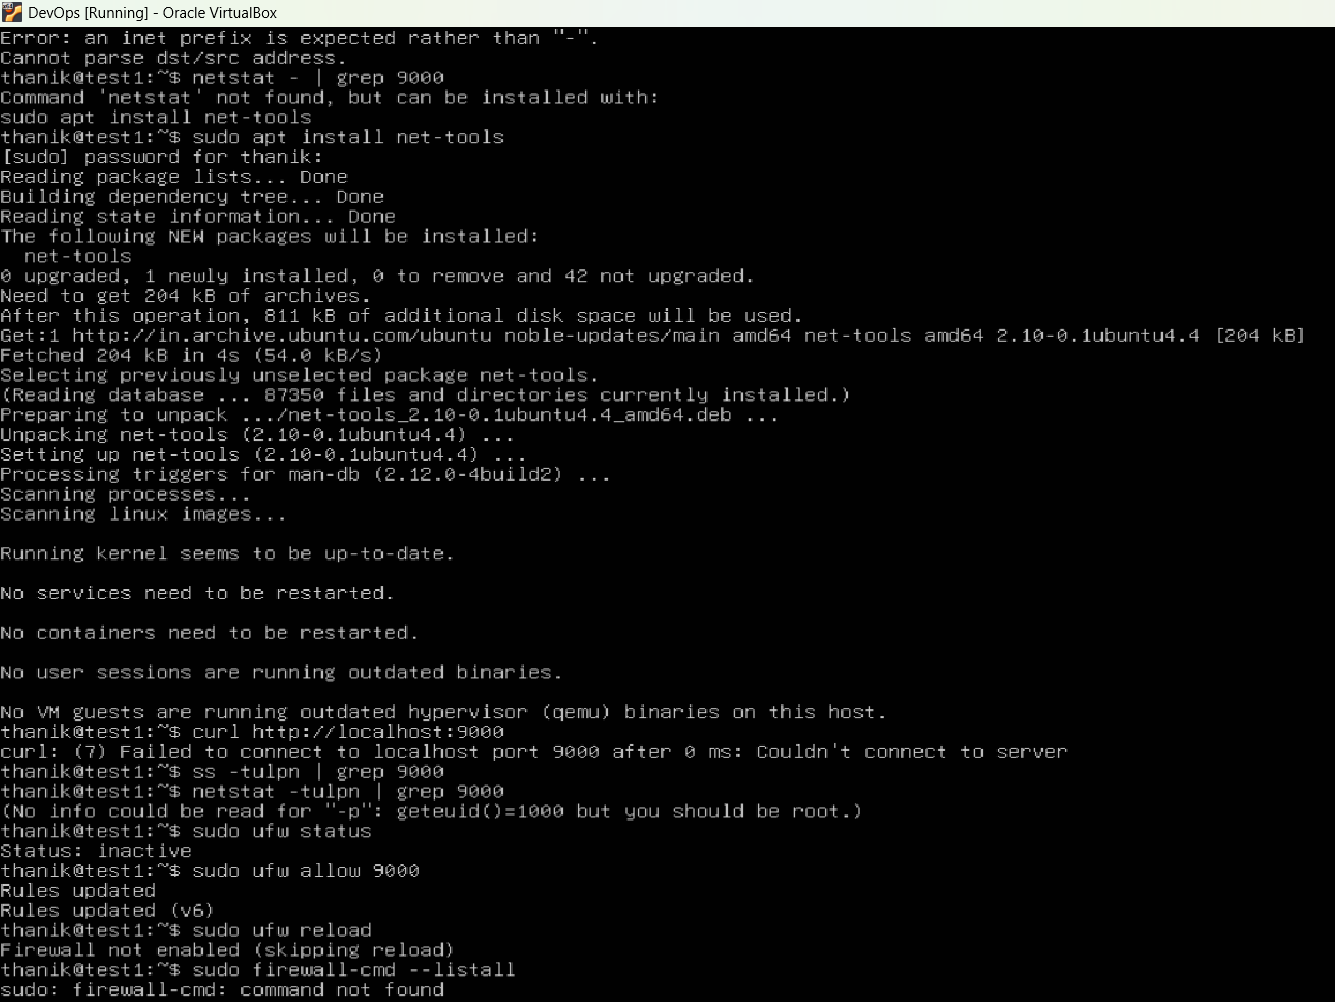 DevOps [Running] - Oracle VirtualBox
Error: an inet prefix is expected rather than "-".
Cannot parse dst/src address.
thanik@test1:~$ netstat - | grep 9000
Command 'netstat' not found, but can be installed with:
sudo apt install net-tools
thanik@test1:~$ sudo apt install net-tools
[sudo] password for thanik:
Reading package lists... Done
Building dependency tree... Done
Reading state information... Done
The following NEW packages will be installed:
  net-tools
0 upgraded, 1 newly installed, 0 to remove and 42 not upgraded.
Need to get 204 kB of archives.
After this operation, 811 kB of additional disk space will be used.
Get:1 http://in.archive.ubuntu.com/ubuntu noble-updates/main amd64 net-tools amd64 2.10-0.1ubuntu4.4 [204 kB]
Fetched 204 kB in 4s (54.0 kB/s)
Selecting previously unselected package net-tools.
(Reading database ... 87350 files and directories currently installed.)
Preparing to unpack .../net-tools_2.10-0.1ubuntu4.4_amd64.deb ...
Unpacking net-tools (2.10-0.1ubuntu4.4) ...
Setting up net-tools (2.10-0.1ubuntu4.4) ...
Processing triggers for man-db (2.12.0-4build2) ...
Scanning processes...
Scanning linux images...

Running kernel seems to be up-to-date.

No services need to be restarted.

No containers need to be restarted.

No user sessions are running outdated binaries.

No VM guests are running outdated hypervisor (qemu) binaries on this host.
thanik@test1:~$ curl http://localhost:9000
curl: (7) Failed to connect to localhost port 9000 after 0 ms: Couldn't connect to server
thanik@test1:~$ ss -tulpn | grep 9000
thanik@test1:~$ netstat -tulpn | grep 9000
(No info could be read for "-p": geteuid()=1000 but you should be root.)
thanik@test1:~$ sudo ufw status
Status: inactive
thanik@test1:~$ sudo ufw allow 9000
Rules updated
Rules updated (v6)
thanik@test1:~$ sudo ufw reload
Firewall not enabled (skipping reload)
thanik@test1:~$ sudo firewall-cmd --listall
sudo: firewall-cmd: command not found